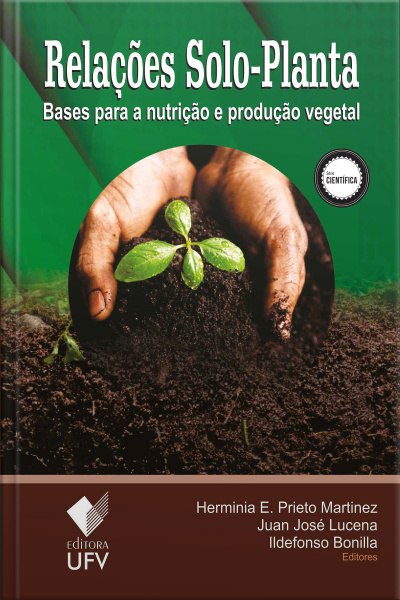 Relações Solo-Planta
Bases para a nutrição e produção vegetal
Série
CIENTÍFICA
Herminia E. Prieto Martinez
Juan José Lucena
Ildefonso Bonilla
Editores
EDITORA
UFV